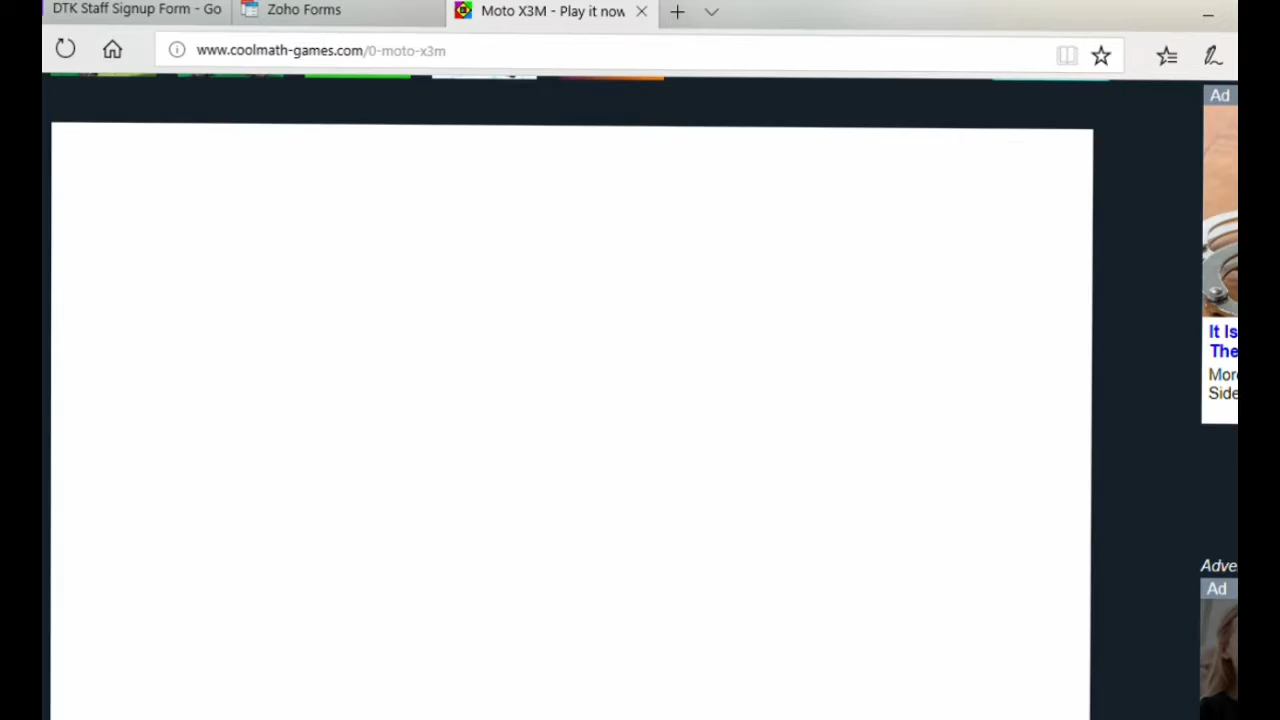 DTK Staff Signup Form - Go
Zoho Forms
Moto X3M - Play it now
www.coolmath-games.com/0-moto-x3m
Ad
It Is
The
More
Side
Adve
Ad